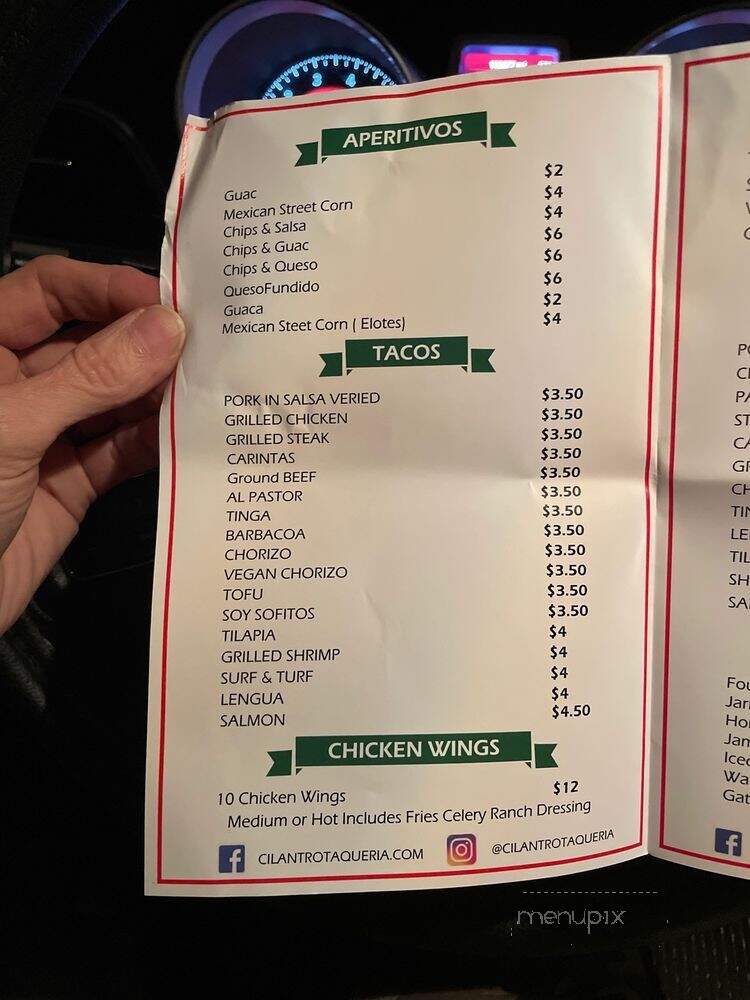 2 3 4
APERITIVOS
Guac $2
Mexican Street Corn $4
Chips & Salsa $4
Chips & Guac $6
Chips & Queso $6
QuesoFundido $6
Guaca $2
Mexican Steet Corn ( Elotes) $4
TACOS
PORK IN SALSA VERIED $3.50
GRILLED CHICKEN $3.50
GRILLED STEAK $3.50
CARINTAS $3.50
Ground BEEF $3.50
AL PASTOR $3.50
TINGA $3.50
BARBACOA $3.50
CHORIZO $3.50
VEGAN CHORIZO $3.50
TOFU $3.50
SOY SOFITOS $3.50
TILAPIA $4
GRILLED SHRIMP $4
SURF & TURF $4
LENGUA $4
SALMON $4.50
CHICKEN WINGS
10 Chicken Wings $12
Medium or Hot Includes Fries Celery Ranch Dressing
CILANTROTAQUERIA.COM @CILANTROTAQUERIA
menupix